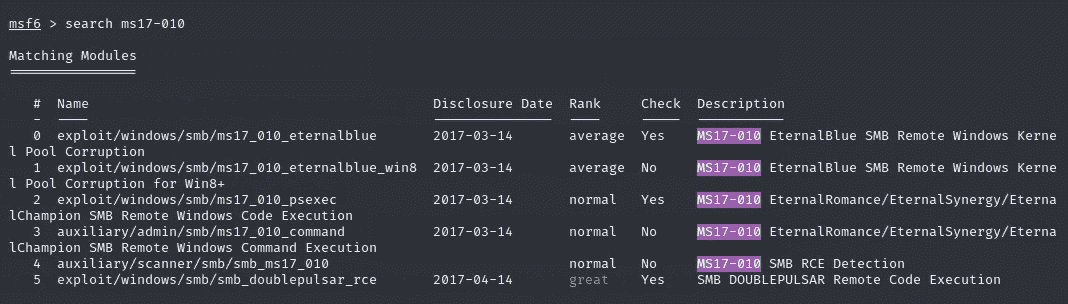 msf6 > search ms17-010
Matching Modules
================
#  Name                                      Disclosure Date  Rank     Check  Description
-  ----                                      ---------------  ----     -----  -----------
0  exploit/windows/smb/ms17_010_eternalblue       2017-03-14       average  Yes    MS17-010 EternalBlue SMB Remote Windows Kerne
l Pool Corruption
1  exploit/windows/smb/ms17_010_eternalblue_win8  2017-03-14       average  No     MS17-010 EternalBlue SMB Remote Windows Kerne
l Pool Corruption for Win8+
2  exploit/windows/smb/ms17_010_psexec            2017-03-14       normal   Yes    MS17-010 EternalRomance/EternalSynergy/Eterna
lChampion SMB Remote Windows Code Execution
3  auxiliary/admin/smb/ms17_010_command           2017-03-14       normal   No     MS17-010 EternalRomance/EternalSynergy/Eterna
lChampion SMB Remote Windows Command Execution
4  auxiliary/scanner/smb/smb_ms17_010                              normal   No     MS17-010 SMB RCE Detection
5  exploit/windows/smb/smb_doublepulsar_rce       2017-04-14       great    Yes    SMB DOUBLEPULSAR Remote Code Execution